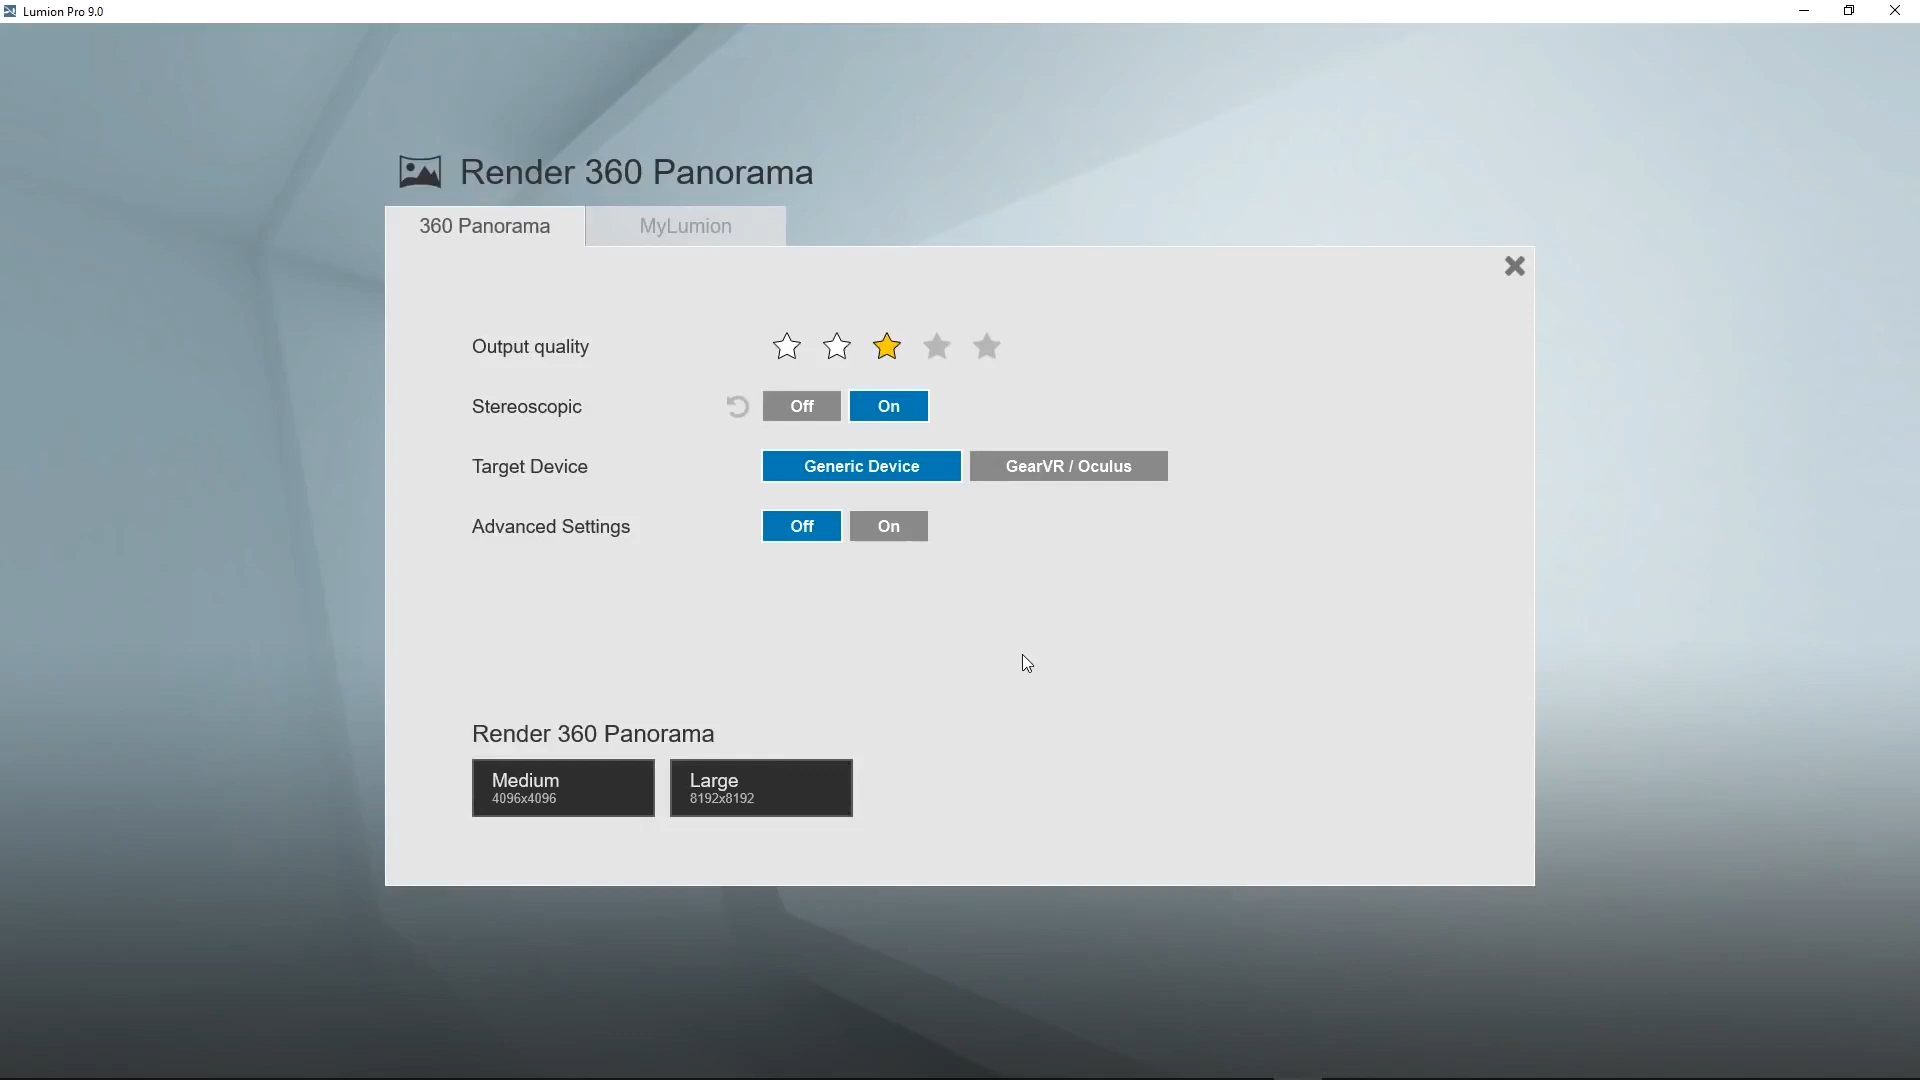 Lumion Pro 9.0
Render 360 Panorama
360 Panorama
MyLumion
Output quality
Stereoscopic
Off
On
Target Device
Generic Device
GearVR / Oculus
Advanced Settings
Off
On
Render 360 Panorama
Medium
4096x4096
Large
8192x8192